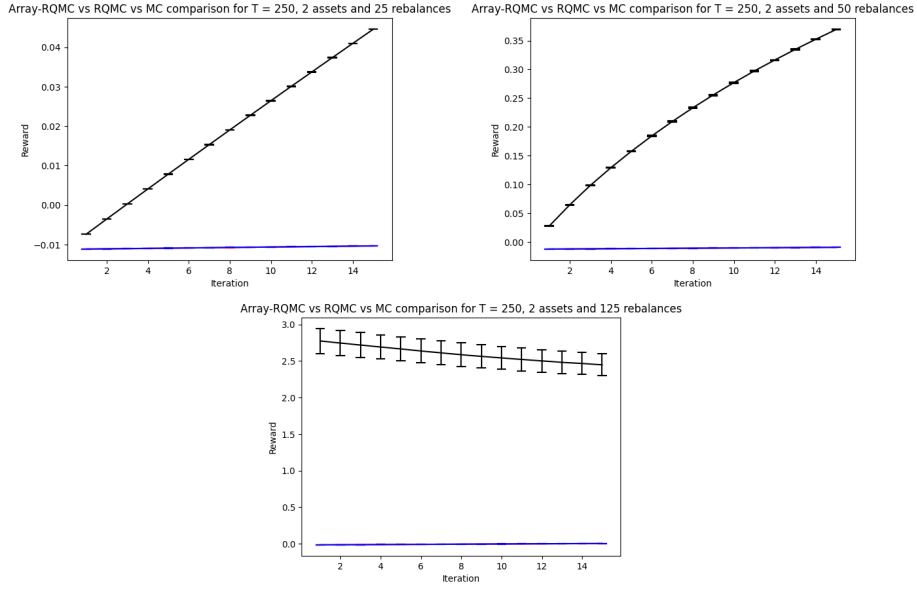 Array-RQMC vs RQMC vs MC comparison for T = 250, 2 assets and 25 rebalances
0.04
0.03
0.02
0.01
0.00
−0.01
Reward
2 4 6 8 10 12 14
Iteration
Array-RQMC vs RQMC vs MC comparison for T = 250, 2 assets and 50 rebalances
0.35
0.30
0.25
0.20
0.15
0.10
0.05
0.00
Reward
2 4 6 8 10 12 14
Iteration
Array-RQMC vs RQMC vs MC comparison for T = 250, 2 assets and 125 rebalances
3.0
2.5
2.0
1.5
1.0
0.5
0.0
Reward
2 4 6 8 10 12 14
Iteration